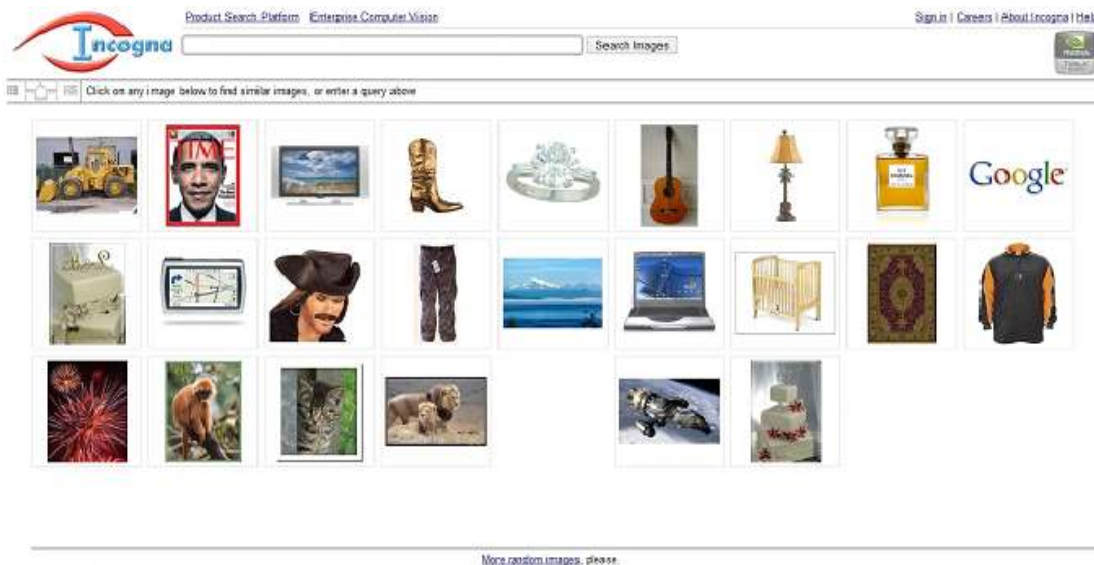 Product Search Platform Enterprise Computer Vision
Sign in | Careers | About Incogna | Help
Incogna
Search Images
Click on any image below to find similar images, or enter a query above
TIME
Google
More random images, please.